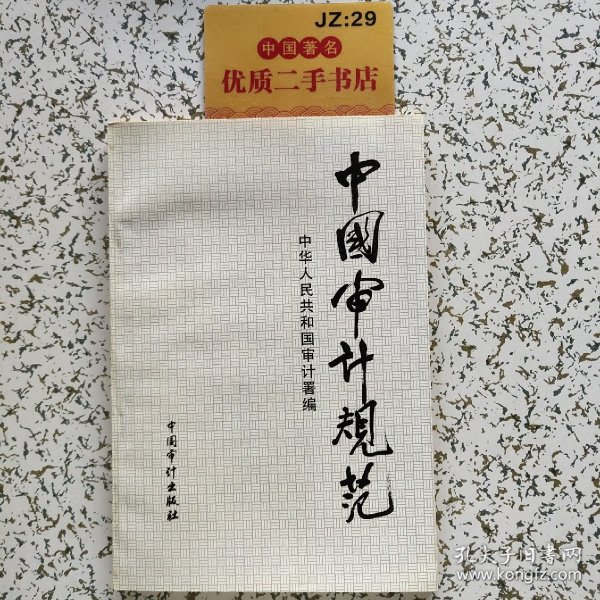 JZ:29
中国著名
优质二手书店
中國审计规范
中华人民共和国审计署编
中国审计出版社
孔夫子旧书网
www.kongfz.com